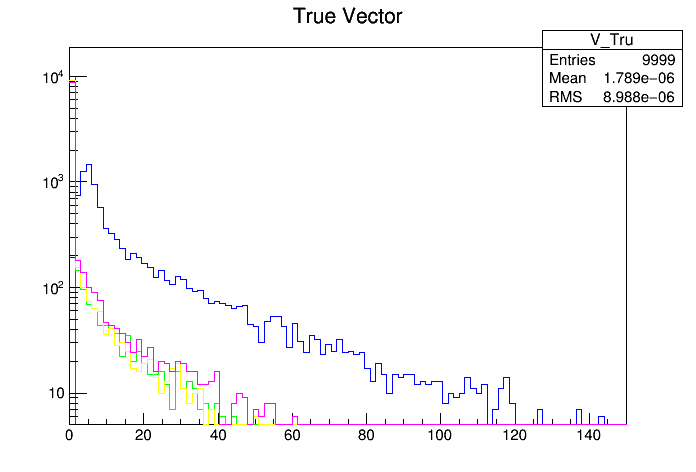 True Vector
V_Tru
Entries 9999
Mean 1.789e−06
RMS 8.988e−06
10⁴
10³
10²
10
0 20 40 60 80 100 120 140